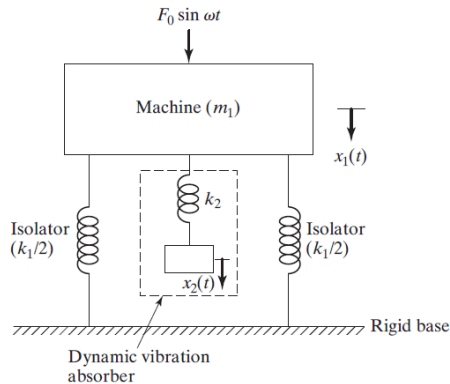 F₀ sin ωt
Machine (m₁)
x₁(t)
k₂
Isolator
(k₁/2)
Isolator
(k₁/2)
x₂(t)
Rigid base
Dynamic vibration
absorber